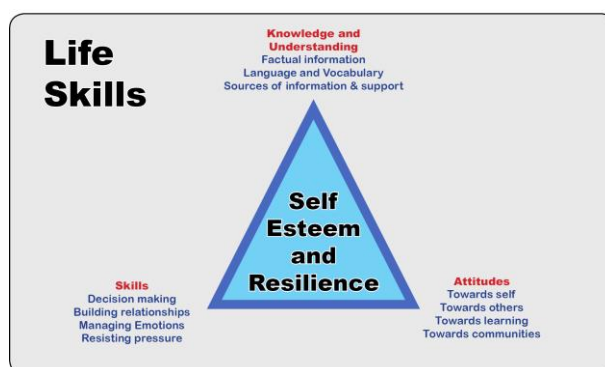 Life
Skills
Knowledge and
Understanding
Factual information
Language and Vocabulary
Sources of information & support
Self
Esteem
and
Resilience
Skills
Decision making
Building relationships
Managing Emotions
Resisting pressure
Attitudes
Towards self
Towards others
Towards learning
Towards communities